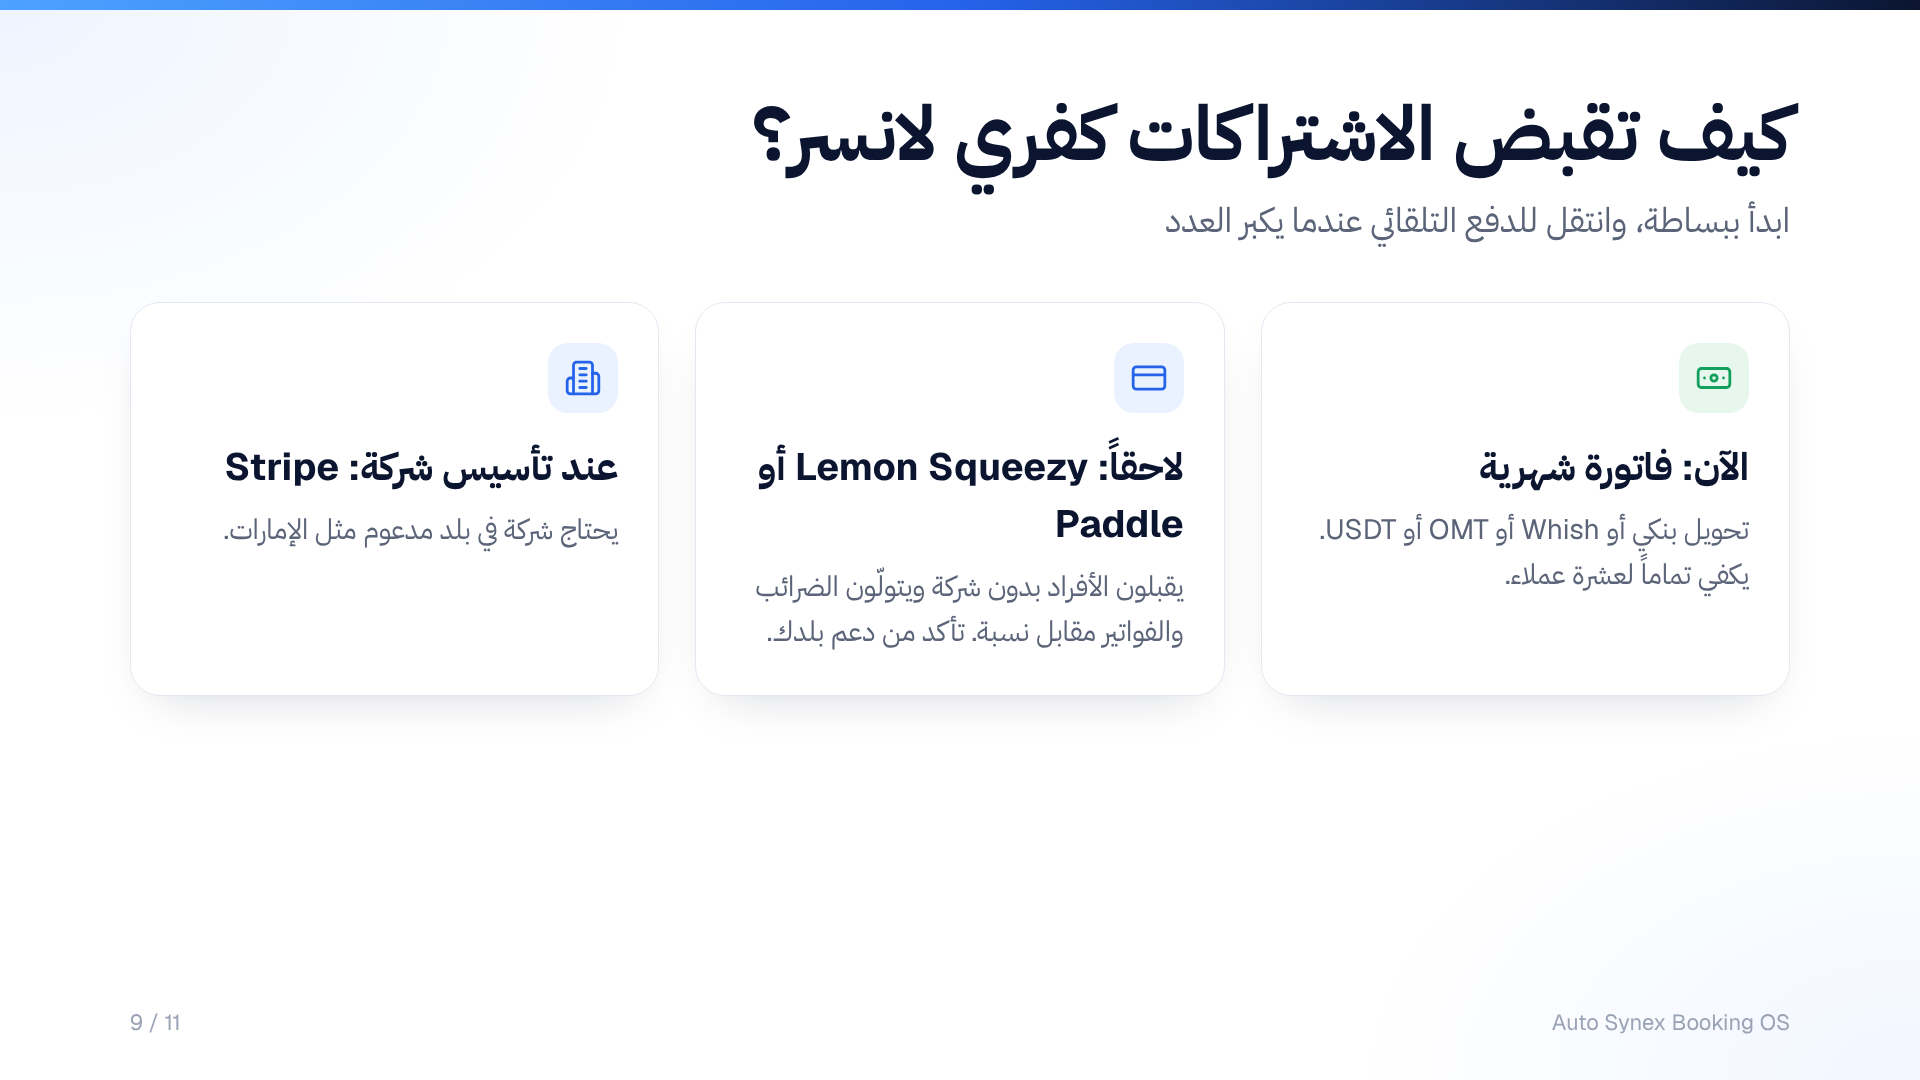 كيف تقبض الاشتراكات كفري لانسر؟
ابدأ ببساطة، وانتقل للدفع التلقائي عندما يكبر العدد
الآن: فاتورة شهرية
تحويل بنكي أو Whish أو OMT أو USDT.
يكفي تماماً لعشرة عملاء.
لاحقاً: Lemon Squeezy أو
Paddle
يقبلون الأفراد بدون شركة ويتولّون الضرائب
والفواتير مقابل نسبة. تأكد من دعم بلدك.
عند تأسيس شركة: Stripe
يحتاج شركة في بلد مدعوم مثل الإمارات.
Auto Synex Booking OS
9 / 11